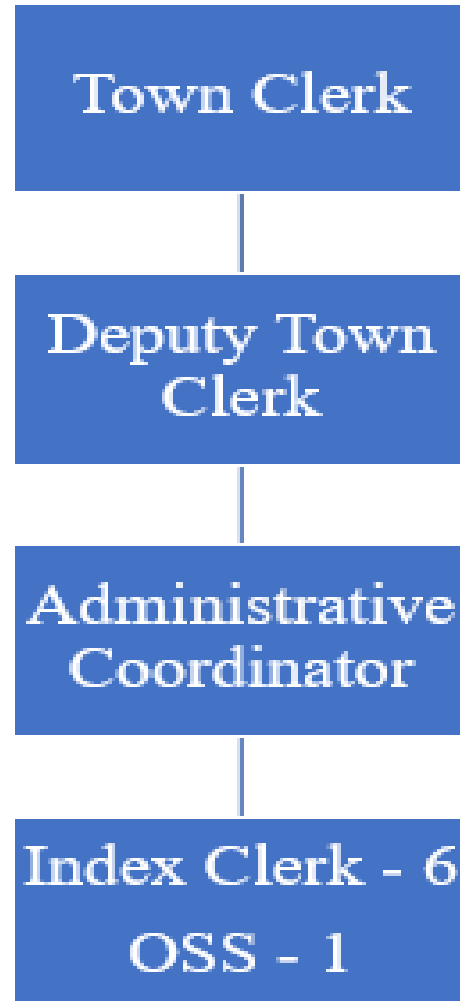 Town Clerk
Deputy Town
Clerk
Administrative
Coordinator
Index Clerk - 6
OSS - 1